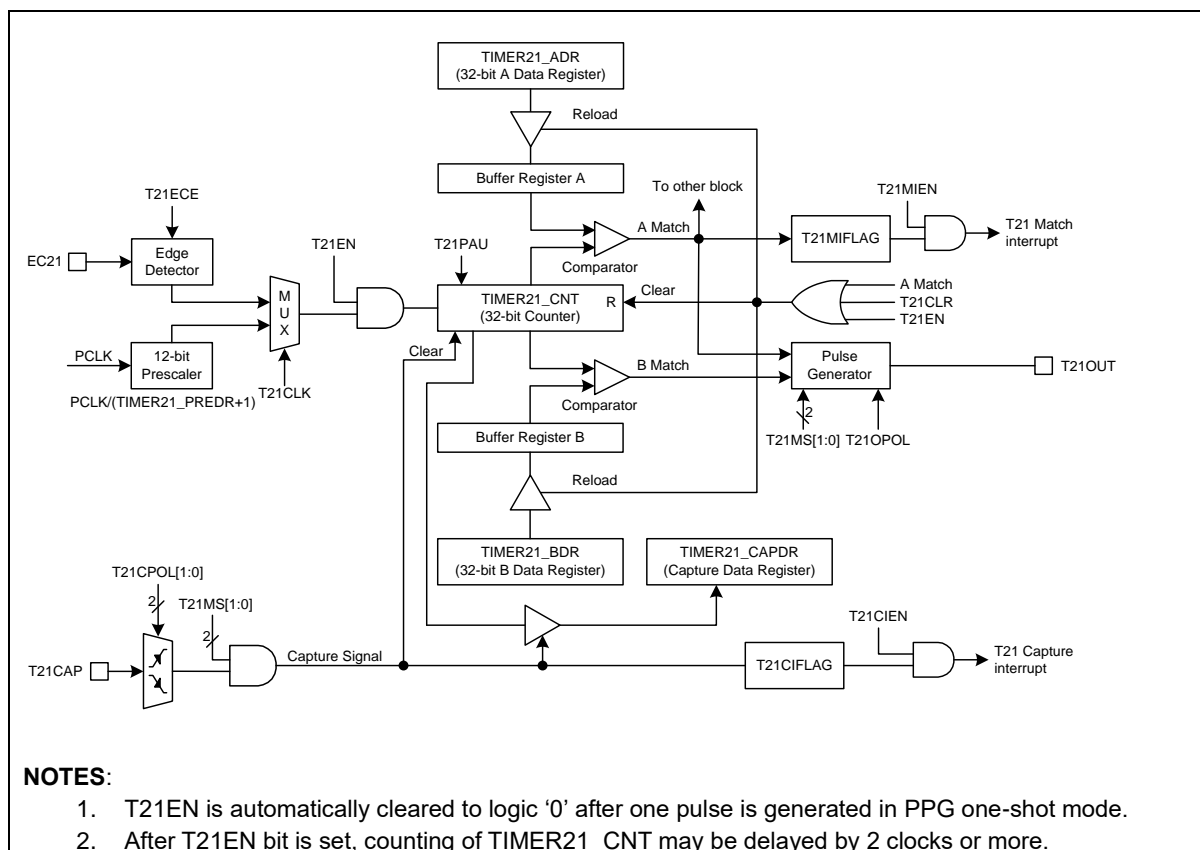 TIMER21_ADR
(32-bit A Data Register)
Reload
Buffer Register A
To other block
T21MIEN
T21ECE
A Match
T21MIFLAG
T21 Match
interrupt
EC21
Edge
Detector
T21EN
T21PAU
Comparator
M
U
X
TIMER21_CNT
(32-bit Counter)
R
Clear
A Match
T21CLR
T21EN
PCLK
12-bit
Prescaler
Clear
T21CLK
PCLK/(TIMER21_PREDR+1)
B Match
Pulse
Generator
T21OUT
Comparator
2
T21MS[1:0]
T21OPOL
Buffer Register B
Reload
TIMER21_BDR
(32-bit B Data Register)
TIMER21_CAPDR
(Capture Data Register)
T21CPOL[1:0]
2
T21MS[1:0]
2
T21CIEN
T21CAP
Capture Signal
T21CIFLAG
T21 Capture
interrupt
NOTES:
1. T21EN is automatically cleared to logic ‘0’ after one pulse is generated in PPG one-shot mode.
2. After T21EN bit is set, counting of TIMER21_CNT may be delayed by 2 clocks or more.